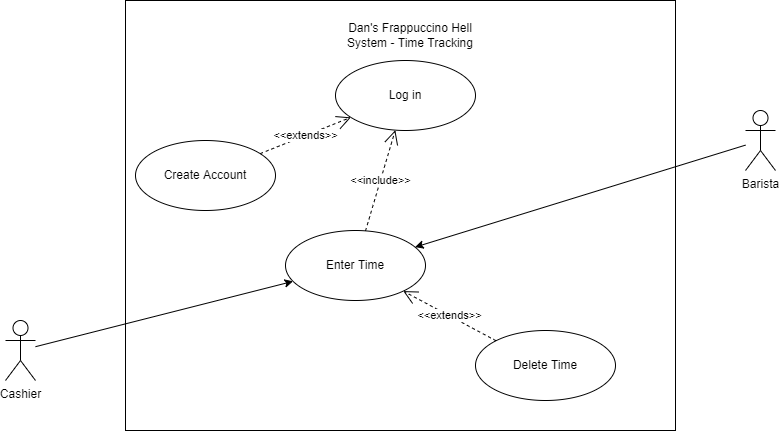 Dan's Frappuccino Hell
System - Time Tracking
Log in
<<extends>>
Create Account
<<include>>
Barista
Enter Time
<<extends>>
Delete Time
Cashier